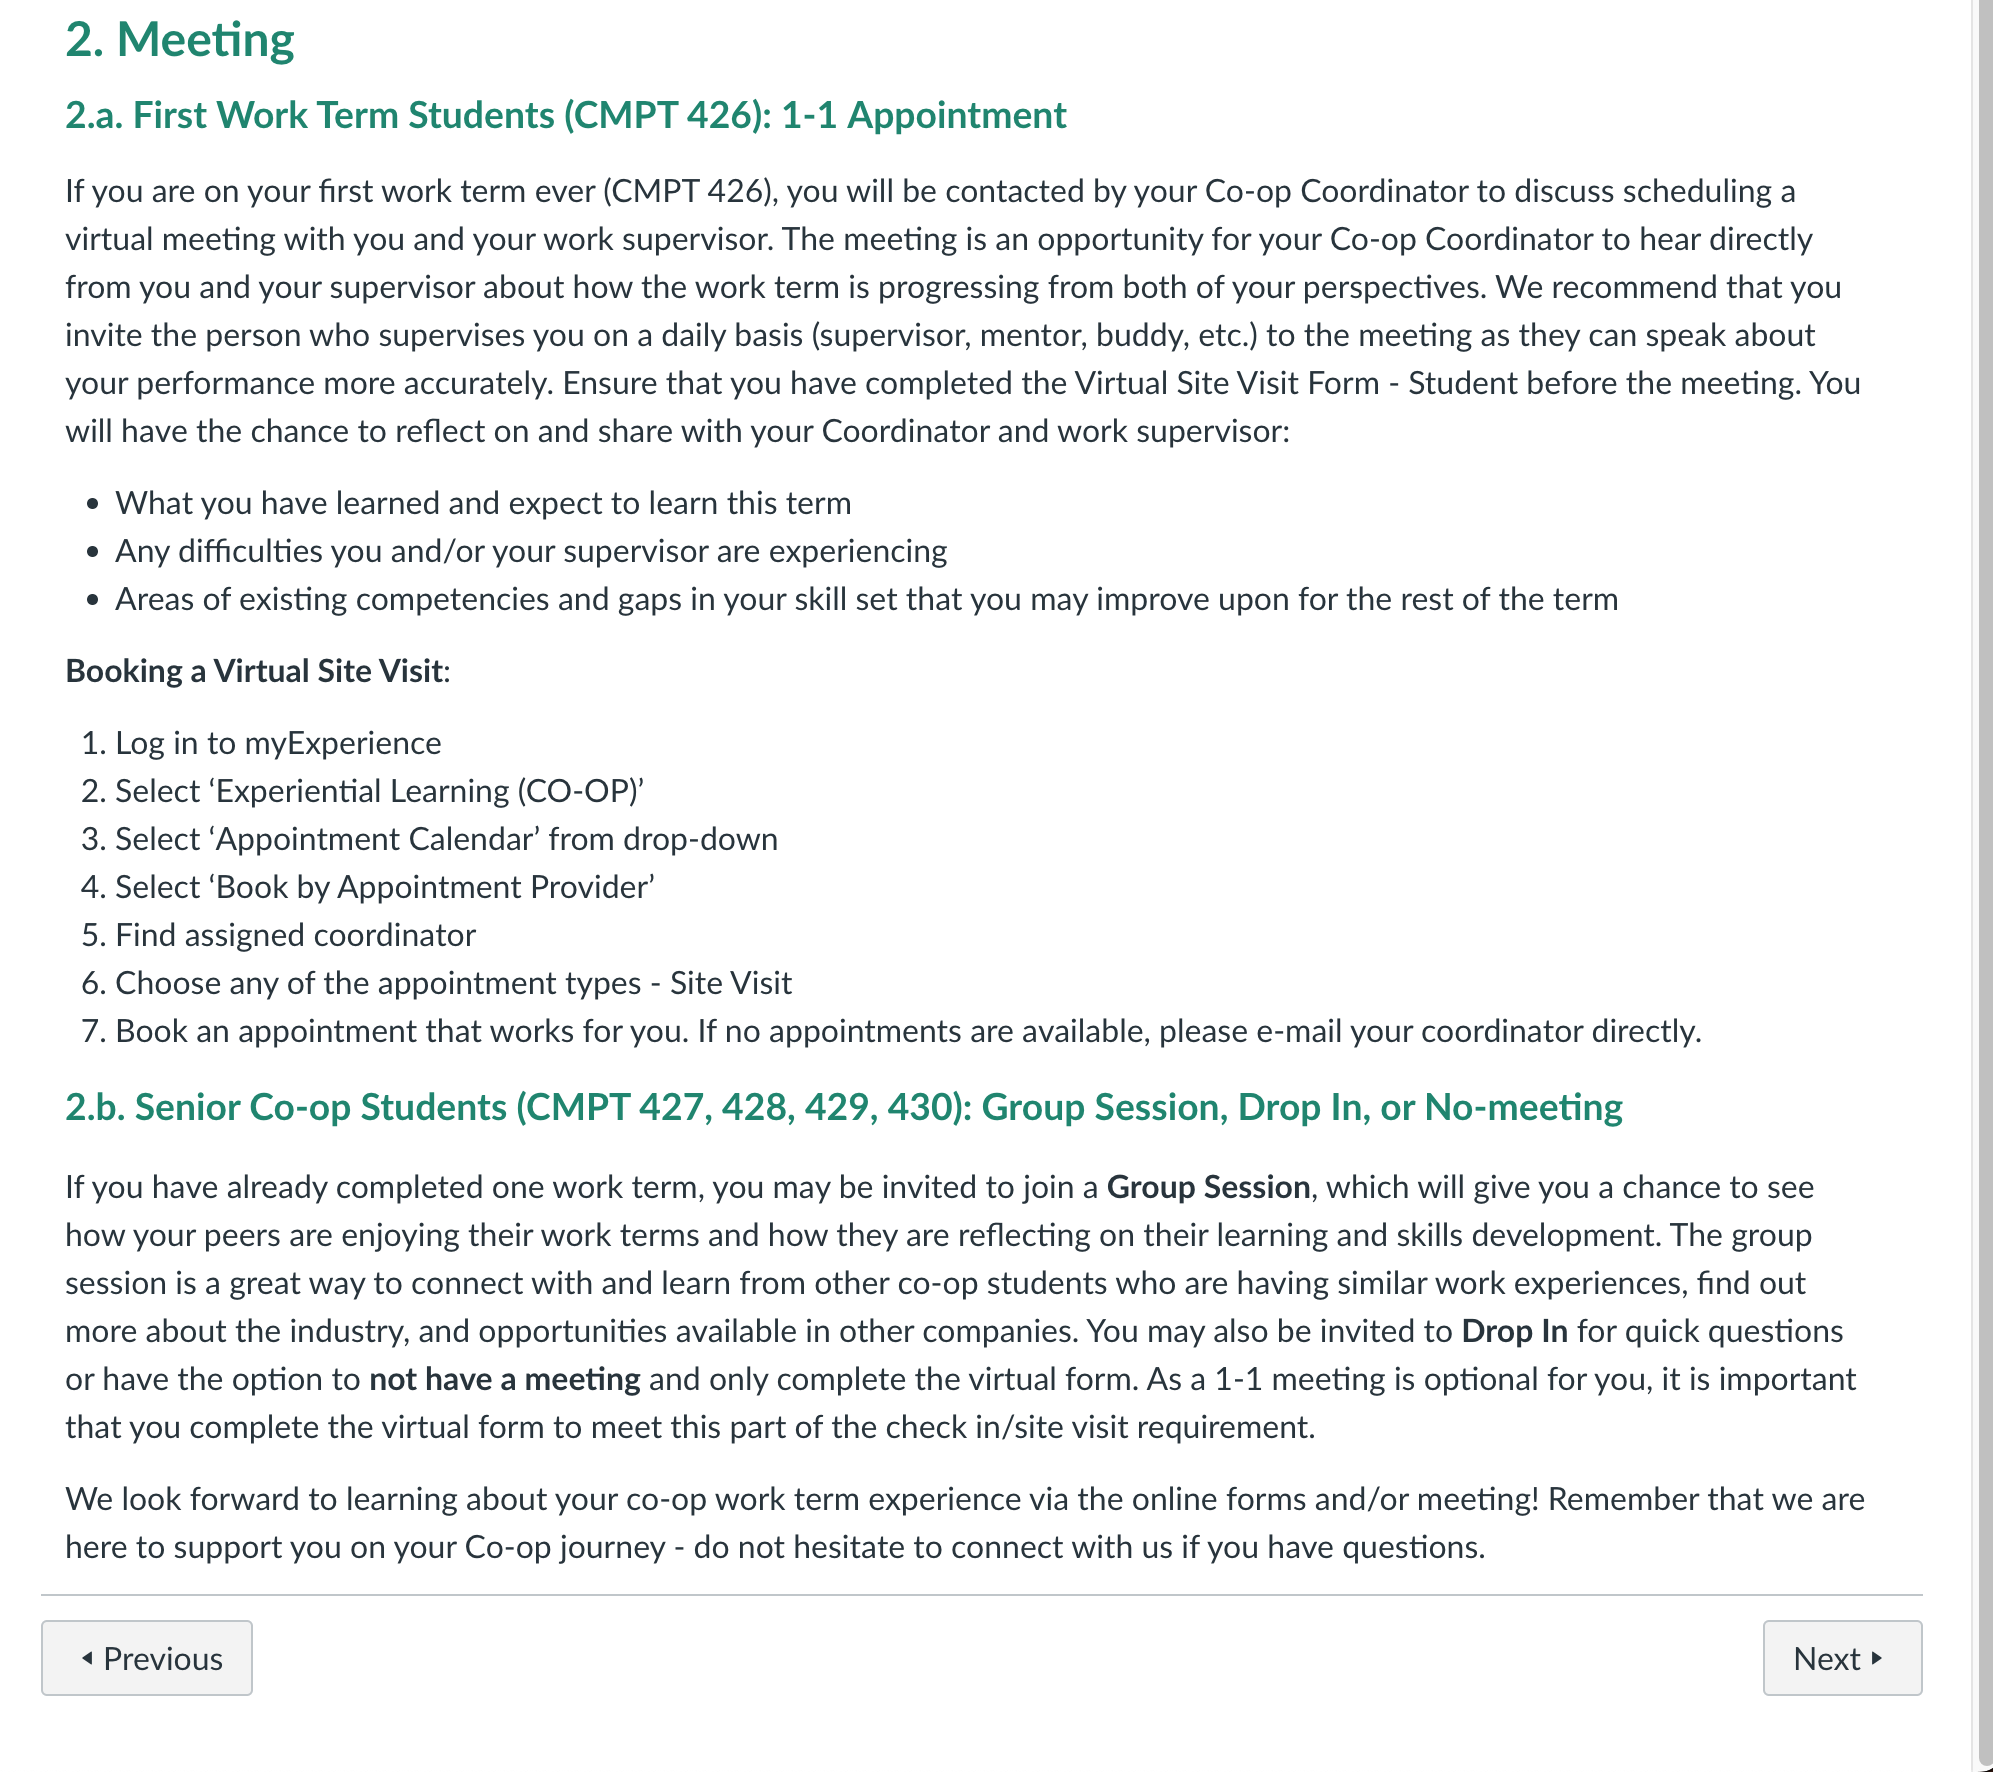 2. Meeting
2.a. First Work Term Students (CMPT 426): 1-1 Appointment
If you are on your first work term ever (CMPT 426), you will be contacted by your Co-op Coordinator to discuss scheduling a
virtual meeting with you and your work supervisor. The meeting is an opportunity for your Co-op Coordinator to hear directly
from you and your supervisor about how the work term is progressing from both of your perspectives. We recommend that you
invite the person who supervises you on a daily basis (supervisor, mentor, buddy, etc.) to the meeting as they can speak about
your performance more accurately. Ensure that you have completed the Virtual Site Visit Form - Student before the meeting. You
will have the chance to reflect on and share with your Coordinator and work supervisor:
• What you have learned and expect to learn this term
• Any difficulties you and/or your supervisor are experiencing
• Areas of existing competencies and gaps in your skill set that you may improve upon for the rest of the term
Booking a Virtual Site Visit:
1. Log in to myExperience
2. Select ‘Experiential Learning (CO-OP)’
3. Select ‘Appointment Calendar’ from drop-down
4. Select ‘Book by Appointment Provider’
5. Find assigned coordinator
6. Choose any of the appointment types - Site Visit
7. Book an appointment that works for you. If no appointments are available, please e-mail your coordinator directly.
2.b. Senior Co-op Students (CMPT 427, 428, 429, 430): Group Session, Drop In, or No-meeting
If you have already completed one work term, you may be invited to join a Group Session, which will give you a chance to see
how your peers are enjoying their work terms and how they are reflecting on their learning and skills development. The group
session is a great way to connect with and learn from other co-op students who are having similar work experiences, find out
more about the industry, and opportunities available in other companies. You may also be invited to Drop In for quick questions
or have the option to not have a meeting and only complete the virtual form. As a 1-1 meeting is optional for you, it is important
that you complete the virtual form to meet this part of the check in/site visit requirement.
We look forward to learning about your co-op work term experience via the online forms and/or meeting! Remember that we are
here to support you on your Co-op journey - do not hesitate to connect with us if you have questions.
◂ Previous
Next ▸